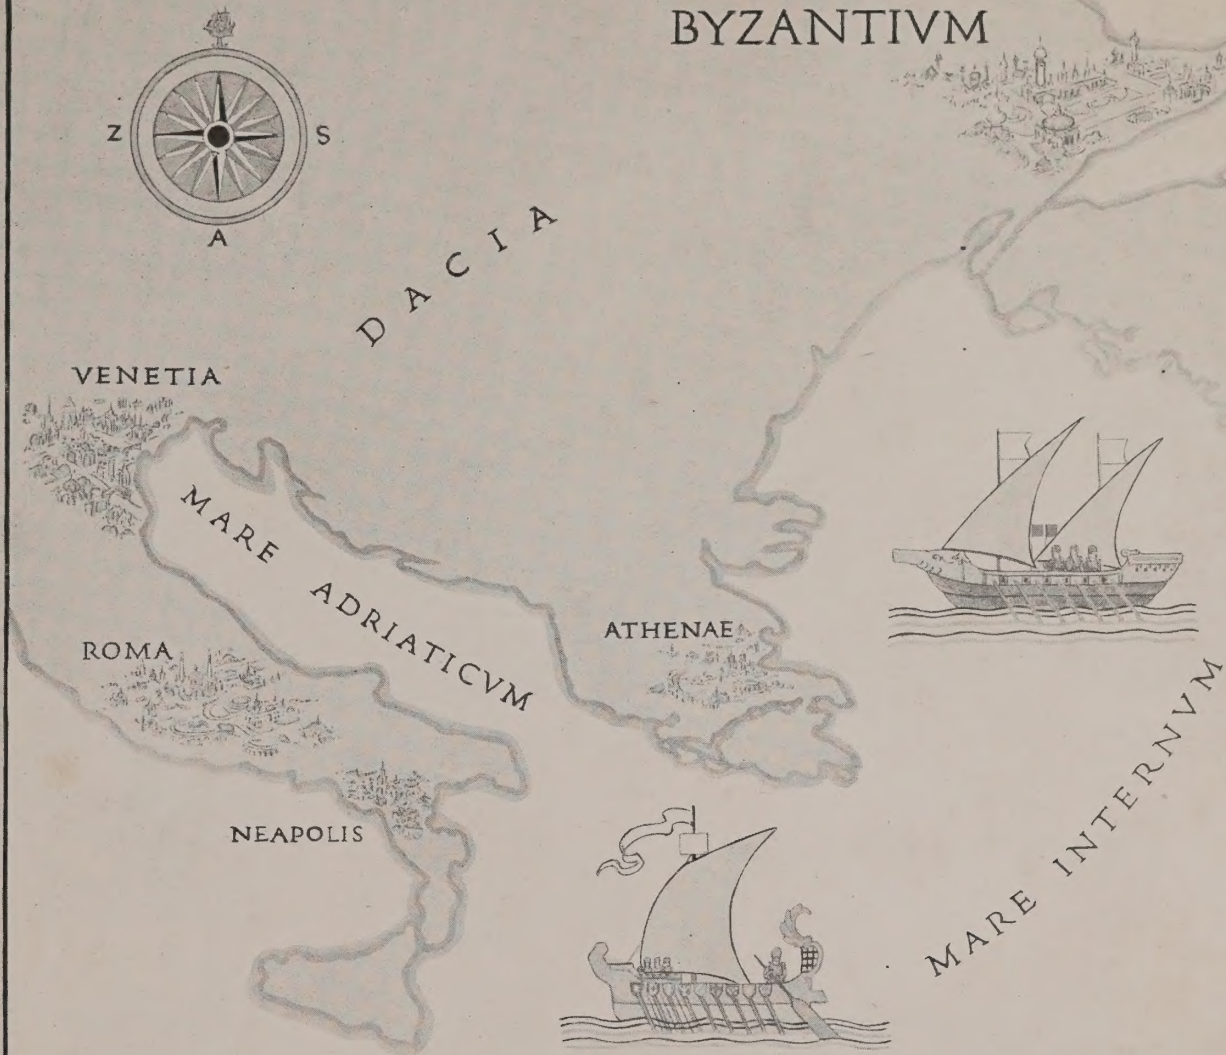 BYZANTIVM
Z S
A
DACIA
VENETIA
MARE ADRIATICVM
ROMA
ATHENAE
NEAPOLIS
MARE INTERNVM